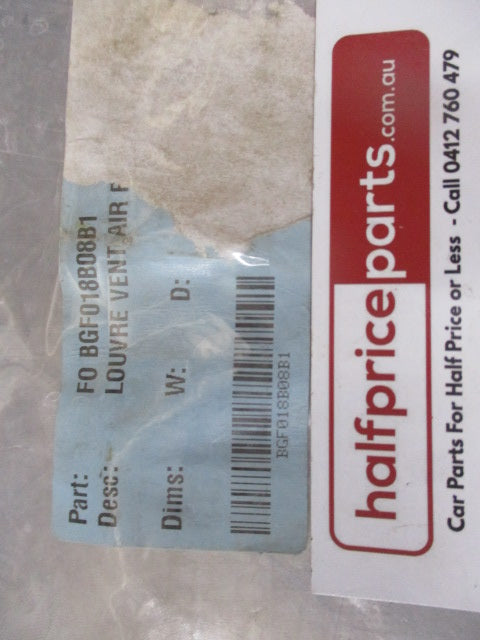 Part: FO BGF018B08B1
Desc: LOUVRE VENT AIR
Dims: W: D:
BGF018B08B1
halfpriceparts.com.au
Car Parts For Half Price or Less - Call 0412 760 479